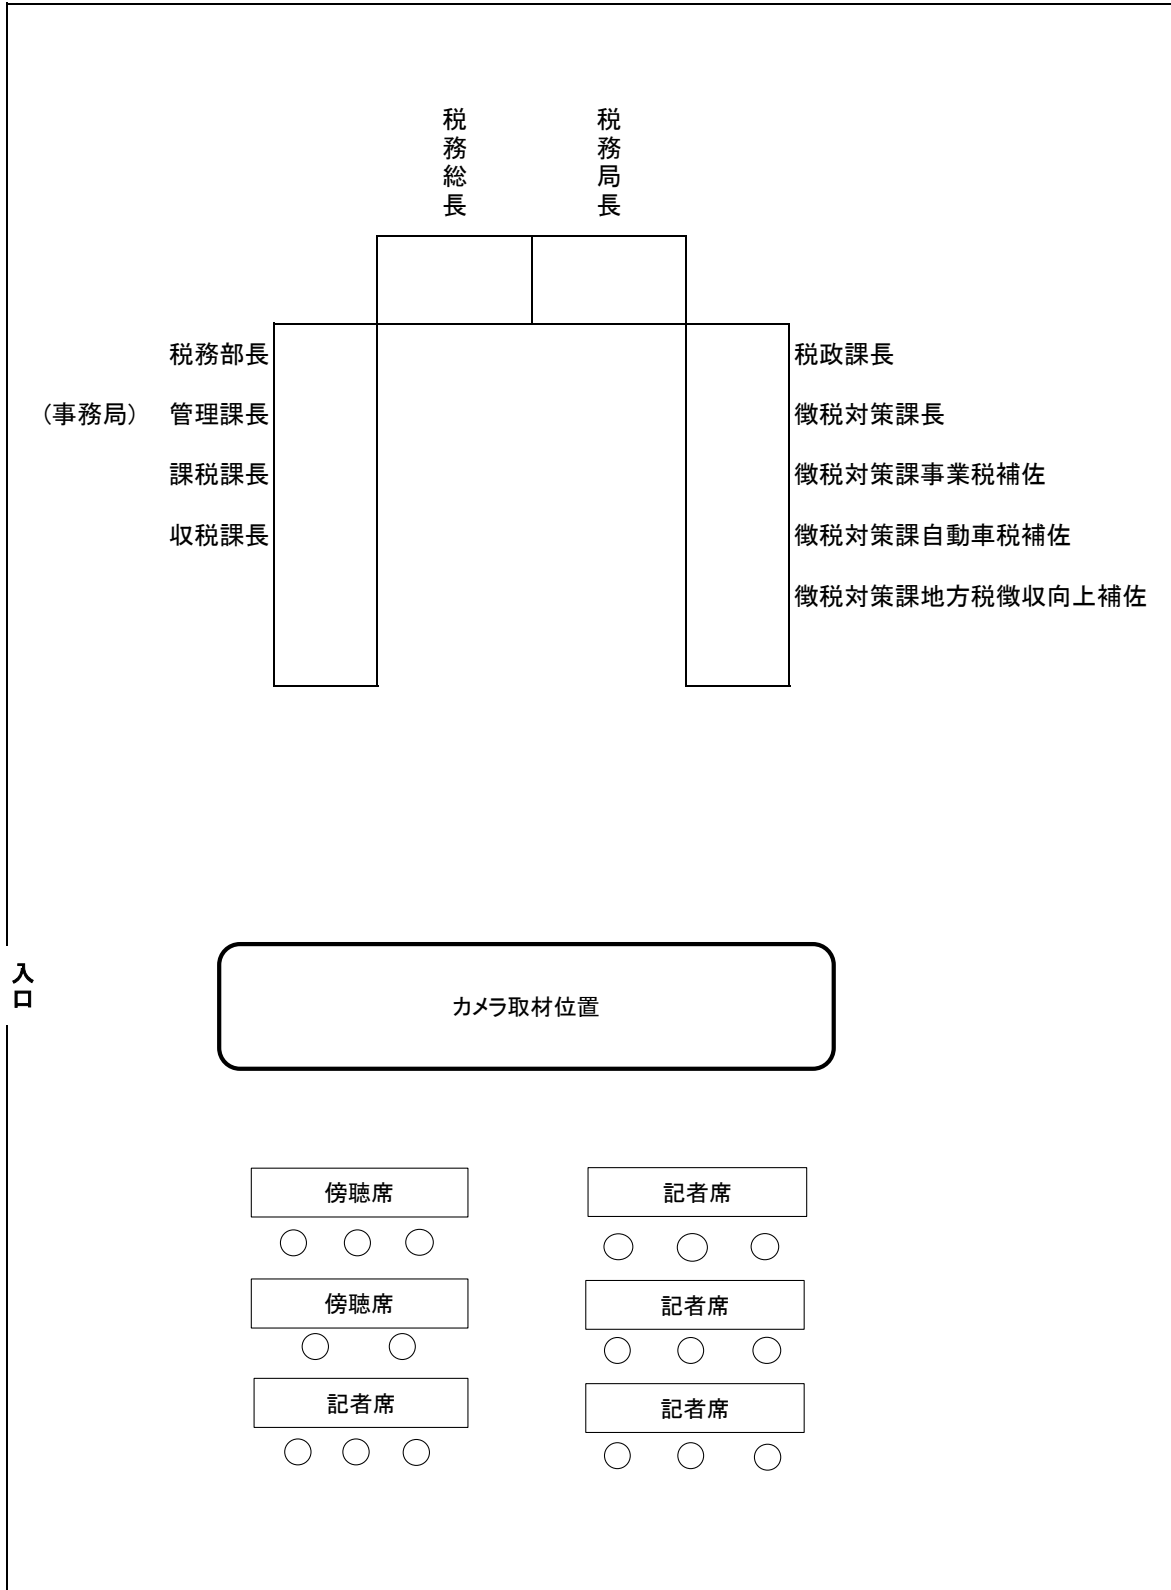 税務総長
税務局長
税務部長
税政課長
（事務局） 管理課長
徴税対策課長
課税課長
徴税対策課事業税補佐
収税課長
徴税対策課自動車税補佐
徴税対策課地方税徴収向上補佐
入口
カメラ取材位置
傍聴席
記者席
傍聴席
記者席
記者席
記者席